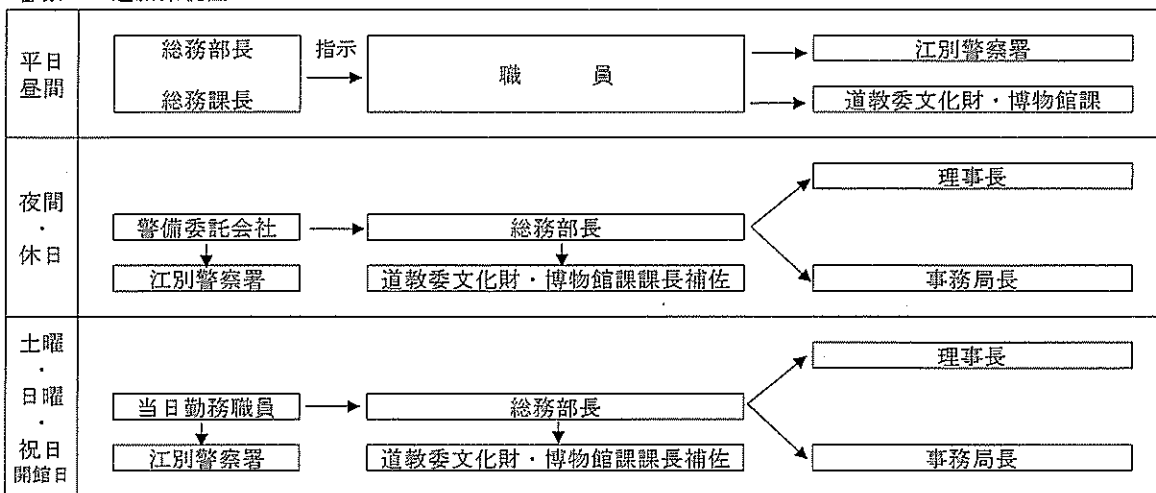 平日
昼間
総務部長
総務課長
指示
職員
江別警察署
道教委文化財・博物館課
夜間
・
休日
警備委託会社
江別警察署
総務部長
道教委文化財・博物館課課長補佐
理事長
事務局長
土曜
・
日曜
・
祝日
開館日
当日勤務職員
江別警察署
総務部長
道教委文化財・博物館課課長補佐
理事長
事務局長